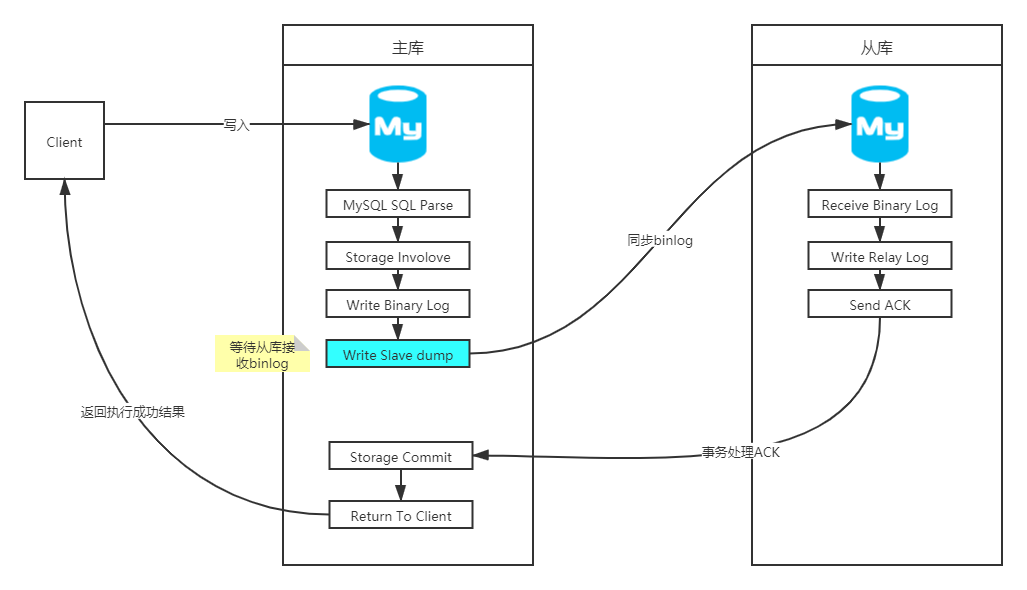 主库
从库
My
My
Client
写入
MySQL SQL Parse
Receive Binary Log
同步binlog
Storage Involove
Write Relay Log
Write Binary Log
Send ACK
等待从库接
收binlog
Write Slave dump
返回执行成功结果
Storage Commit
事务处理ACK
Return To Client